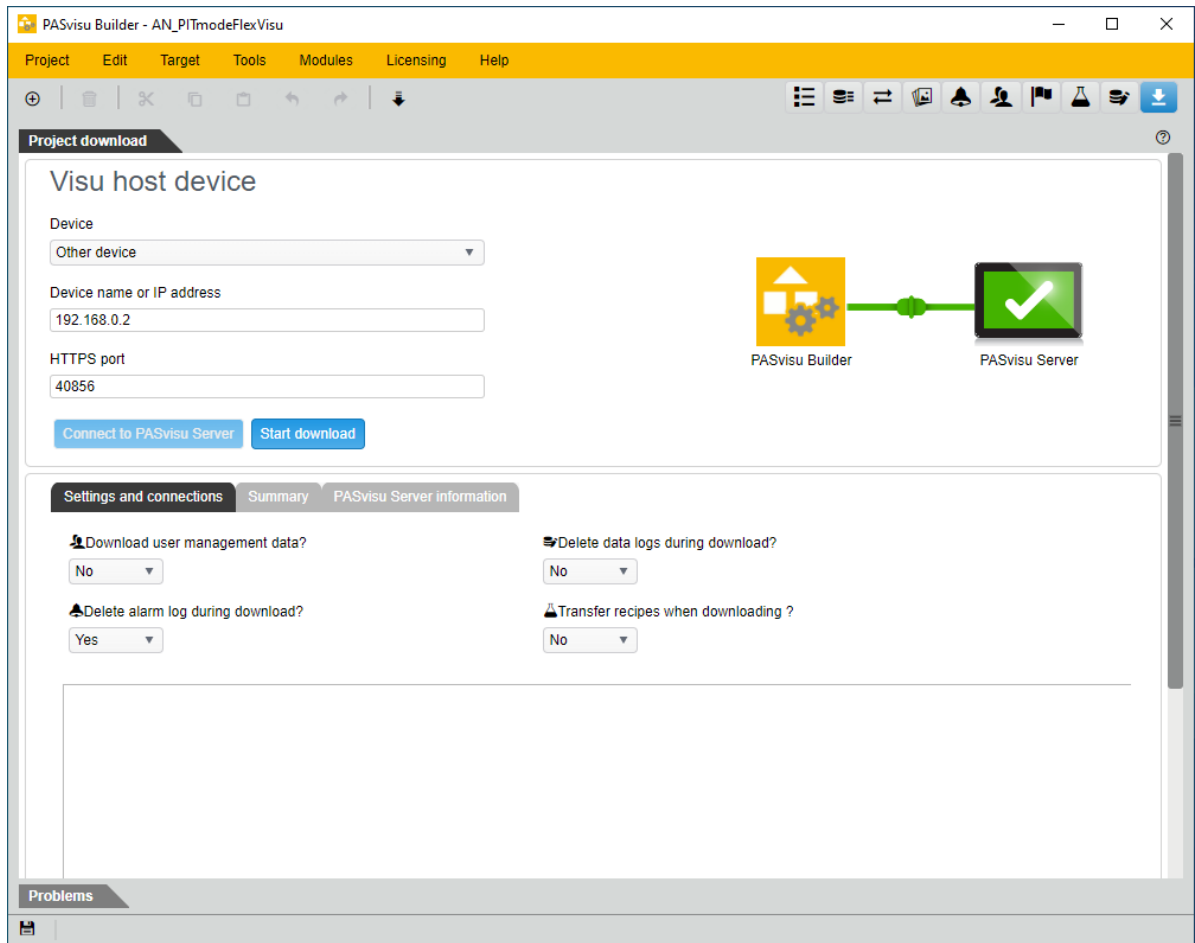 PASvisu Builder - AN_PITmodeFlexVisu
Project Edit Target Tools Modules Licensing Help
Project download
Visu host device
Device
Other device
Device name or IP address
192.168.0.2
HTTPS port
40856
Connect to PASvisu Server Start download
PASvisu Builder PASvisu Server
Settings and connections Summary PASvisu Server information
Download user management data? Delete data logs during download?
No No
Delete alarm log during download? Transfer recipes when downloading ?
Yes No
Problems